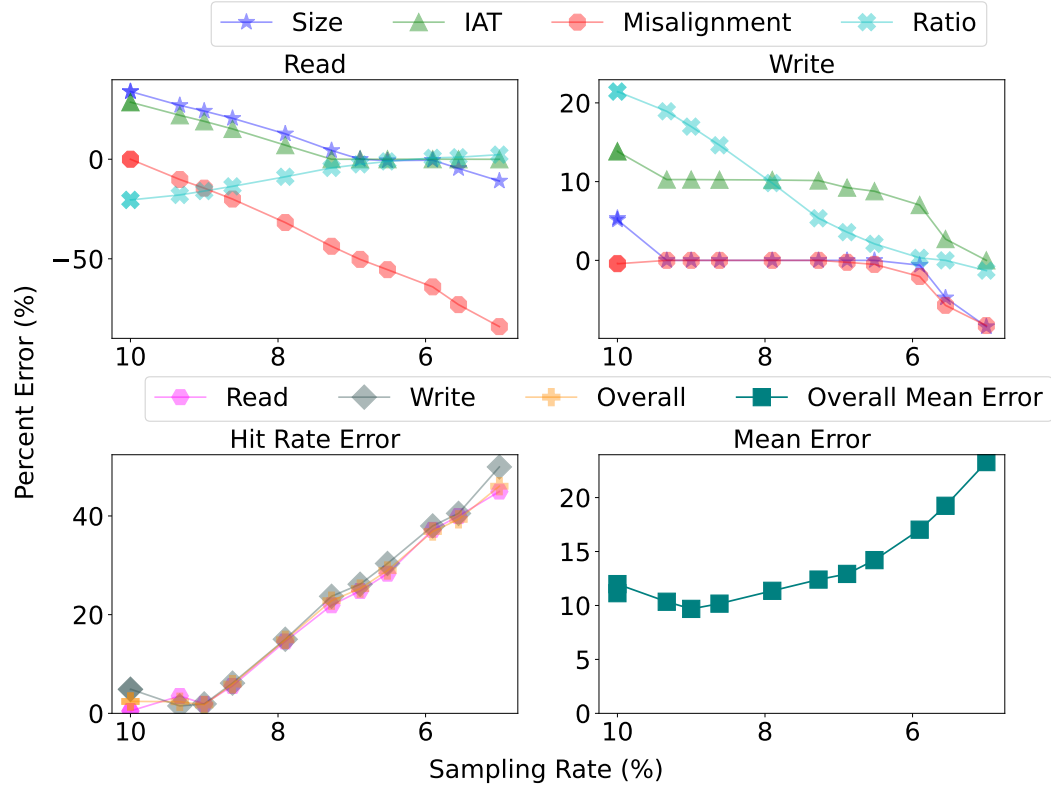 Size IAT Misalignment Ratio
Read Write
0
−50
10 8 6
20
10
0
10 8 6
Percent Error (%)
Read Write Overall Overall Mean Error
Hit Rate Error Mean Error
40
20
0
10 8 6
20
15
10
5
0
10 8 6
Sampling Rate (%)